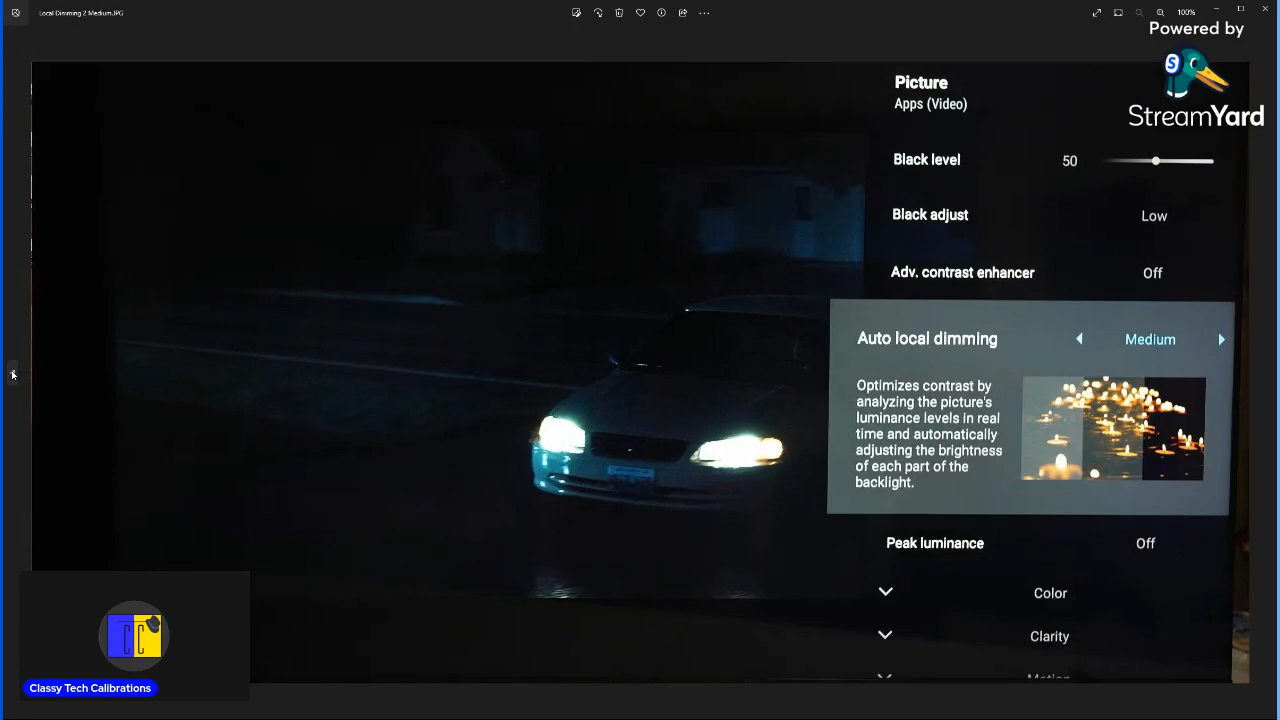 Local Dimming 2 Medium.JPG
100%
Powered by
S
StreamYard
Picture
Apps (Video)
Black level 50
Black adjust Low
Adv. contrast enhancer Off
Auto local dimming Medium
Optimizes contrast by
analyzing the picture's
luminance levels in real
time and automatically
adjusting the brightness
of each part of the
backlight.
Peak luminance Off
Color
Clarity
Motion
Classy Tech Calibrations